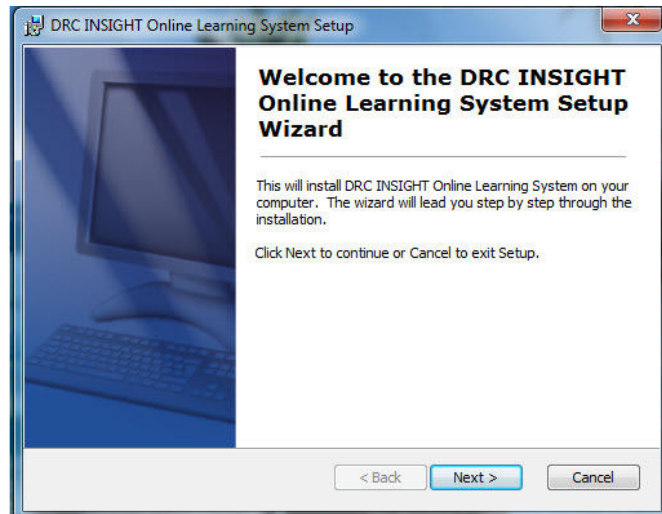 DRC INSIGHT Online Learning System Setup
Welcome to the DRC INSIGHT
Online Learning System Setup
Wizard
This will install DRC INSIGHT Online Learning System on your
computer.  The wizard will lead you step by step through the
installation.
Click Next to continue or Cancel to exit Setup.
< Back Next > Cancel